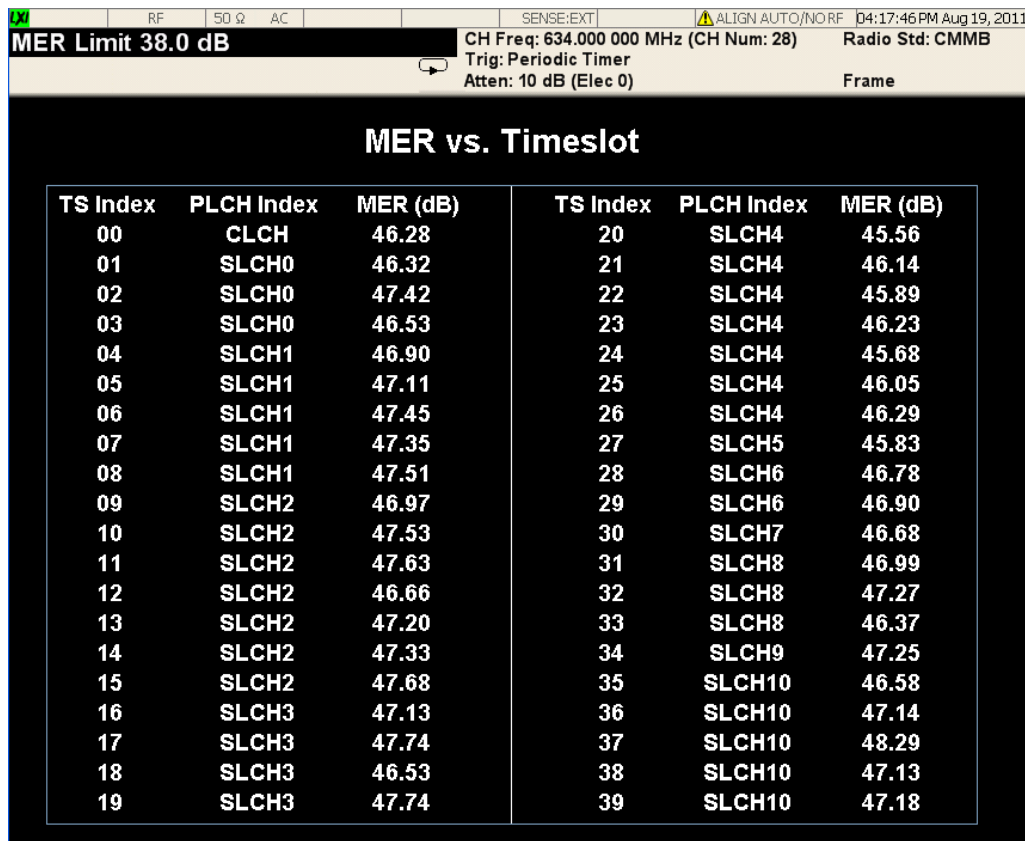 LXI RF 50 Ω AC SENSE:EXT ALIGN AUTO/NO RF 04:17:46 PM Aug 19, 2011
MER Limit 38.0 dB
CH Freq: 634.000 000 MHz (CH Num: 28) Radio Std: CMMB
Trig: Periodic Timer
Atten: 10 dB (Elec 0) Frame
MER vs. Timeslot
TS Index PLCH Index MER (dB) TS Index PLCH Index MER (dB)
00 CLCH 46.28 20 SLCH4 45.56
01 SLCH0 46.32 21 SLCH4 46.14
02 SLCH0 47.42 22 SLCH4 45.89
03 SLCH0 46.53 23 SLCH4 46.23
04 SLCH1 46.90 24 SLCH4 45.68
05 SLCH1 47.11 25 SLCH4 46.05
06 SLCH1 47.45 26 SLCH4 46.29
07 SLCH1 47.35 27 SLCH5 45.83
08 SLCH1 47.51 28 SLCH6 46.78
09 SLCH2 46.97 29 SLCH6 46.90
10 SLCH2 47.53 30 SLCH7 46.68
11 SLCH2 47.63 31 SLCH8 46.99
12 SLCH2 46.66 32 SLCH8 47.27
13 SLCH2 47.20 33 SLCH8 46.37
14 SLCH2 47.33 34 SLCH9 47.25
15 SLCH2 47.68 35 SLCH10 46.58
16 SLCH3 47.13 36 SLCH10 47.14
17 SLCH3 47.74 37 SLCH10 48.29
18 SLCH3 46.53 38 SLCH10 47.13
19 SLCH3 47.74 39 SLCH10 47.18